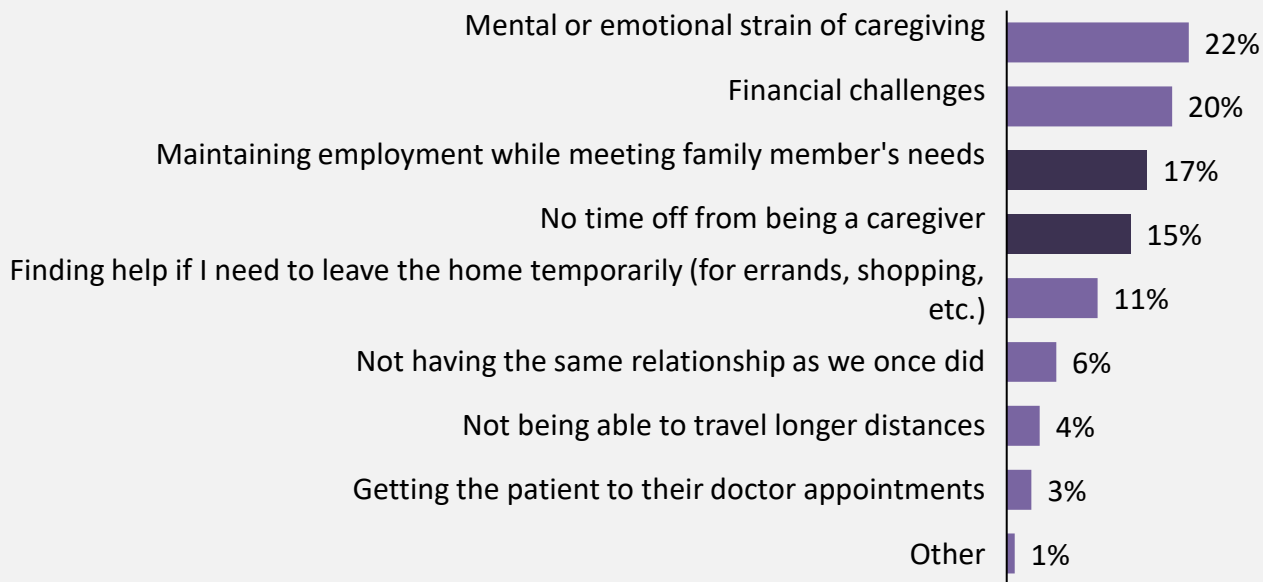 Mental or emotional strain of caregiving 22%
Financial challenges 20%
Maintaining employment while meeting family member's needs 17%
No time off from being a caregiver 15%
Finding help if I need to leave the home temporarily (for errands, shopping,
etc.) 11%
Not having the same relationship as we once did 6%
Not being able to travel longer distances 4%
Getting the patient to their doctor appointments 3%
Other 1%